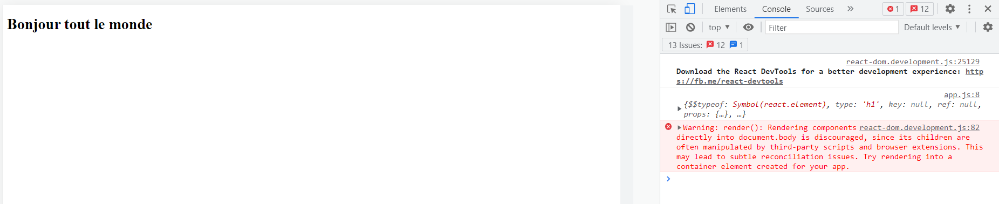 Bonjour tout le monde
Elements Console Sources » 1 12
top ▼ Filter Default levels ▼
13 Issues: 12 1
react-dom.development.js:25129
Download the React DevTools for a better development experience: http
s://fb.me/react-devtools
app.js:8
{$$typeof: Symbol(react.element), type: 'h1', key: null, ref: null,
props: {…}, …}
Warning: render(): Rendering components react-dom.development.js:82
directly into document.body is discouraged, since its children are
often manipulated by third-party scripts and browser extensions. This
may lead to subtle reconciliation issues. Try rendering into a
container element created for your app.